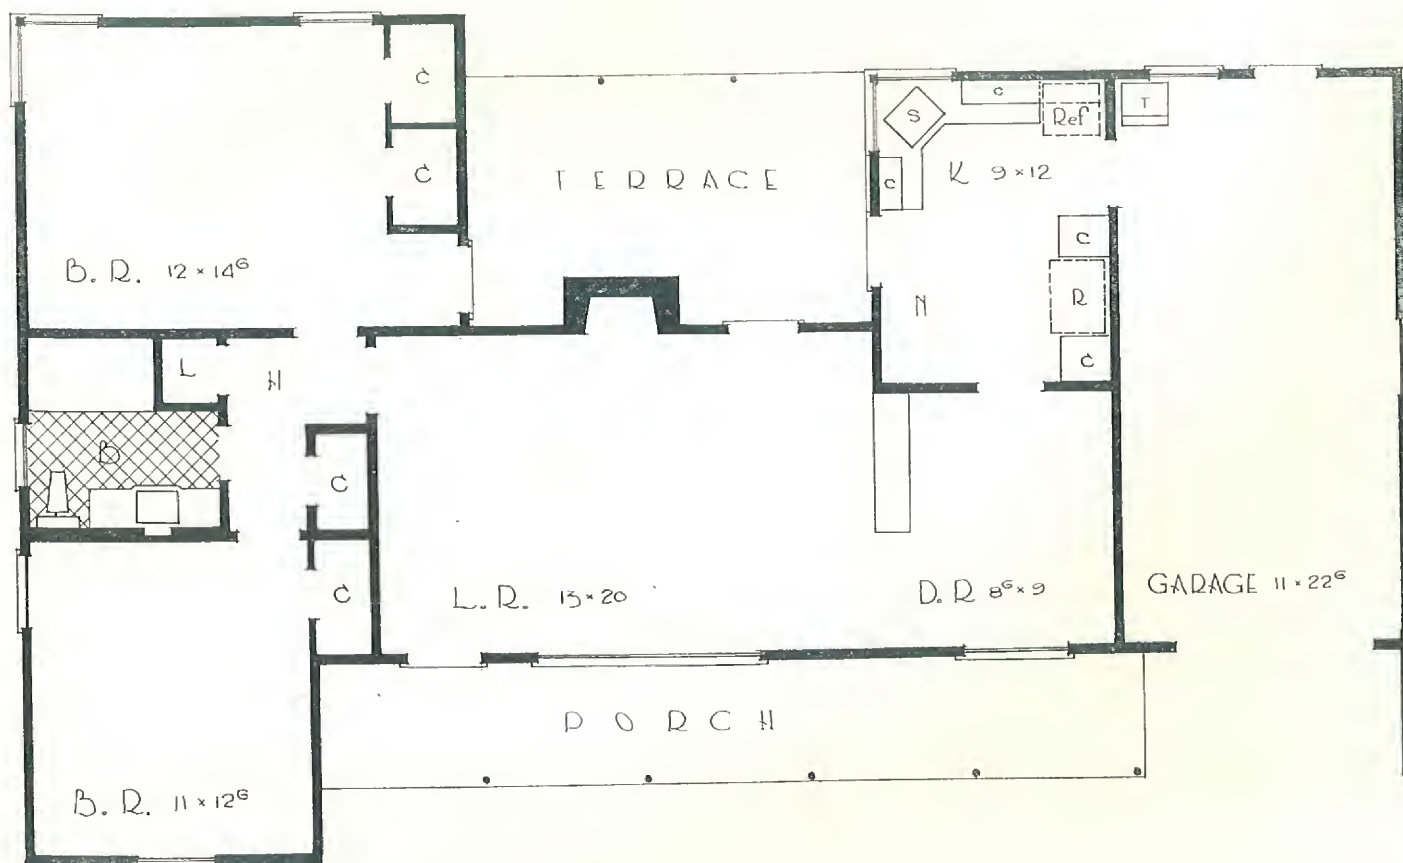 C
C
TERRACE
S
C
Ref
T
C
K 9×12
C
B. R. 12 × 14⁶
N
R
C
L
H
B
C
C
L. R. 13×20
D. R 8⁶×9
GARAGE 11 × 22⁶
PORCH
B. R. 11 × 12⁶